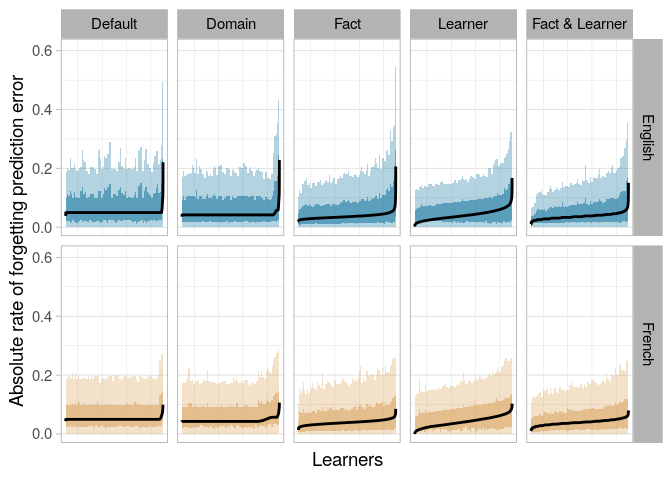 Default Domain Fact Learner Fact & Learner
Absolute rate of forgetting prediction error
0.6
0.4
0.2
0.0
English
0.6
0.4
0.2
0.0
French
Learners